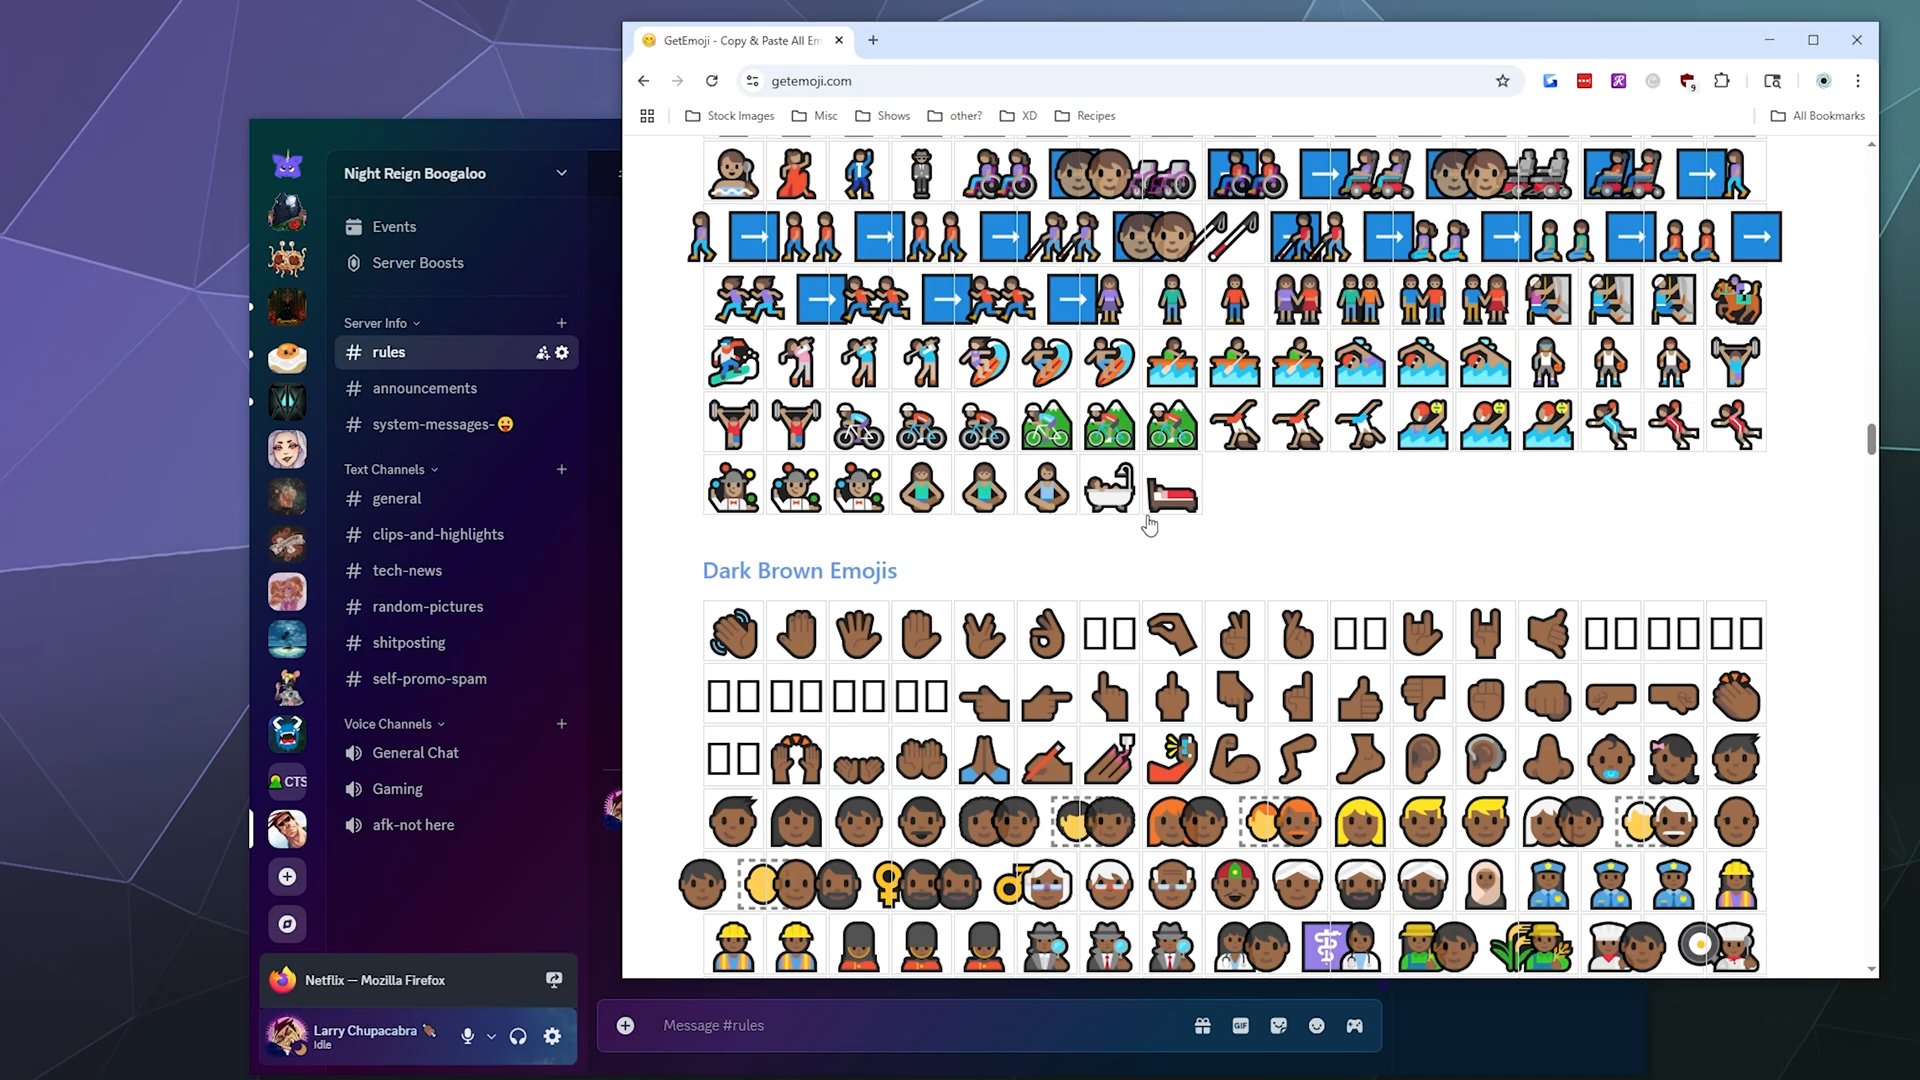 GetEmoji - Copy & Paste All Em
getemoji.com
9
Stock Images
Misc
Shows
other?
XD
Recipes
All Bookmarks
Night Reign Boogaloo
Events
Server Boosts
Server Info
rules
announcements
system-messages-😛
Text Channels
general
clips-and-highlights
tech-news
random-pictures
shitposting
self-promo-spam
Voice Channels
General Chat
Gaming
afk-not here
CTS
Dark Brown Emojis
Netflix — Mozilla Firefox
Larry Chupacabra
Idle
Message #rules
GIF